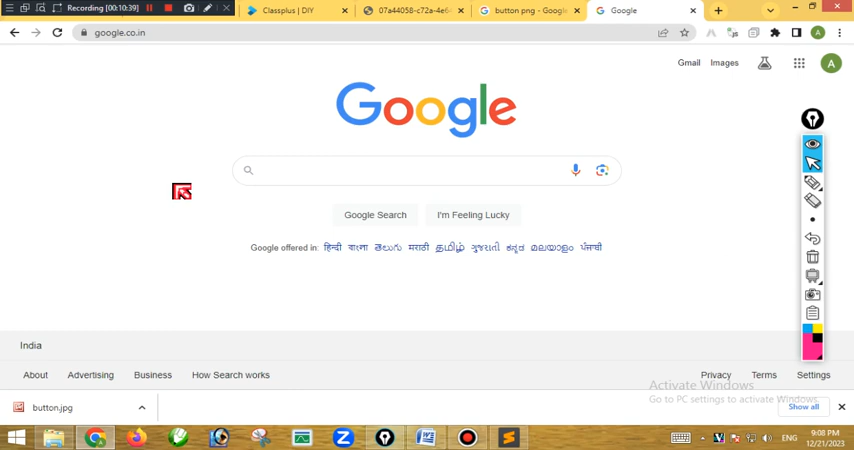 Recording [00:10:39]
Classplus | DIY
07a44058-c72a-4e6
button png - Google
Google
google.co.in
A
Gmail
Images
A
Google
Google Search
I'm Feeling Lucky
Google offered in: हिन्दी বাংলা తెలుగు मराठी தமிழ் ગુજરાતી ಕನ್ನಡ മലയാളം ਪੰਜਾਬੀ
India
About
Advertising
Business
How Search works
Privacy
Terms
Settings
Activate Windows
Go to PC settings to activate Windows.
button.jpg
Show all
ENG
9:08 PM
12/21/2023